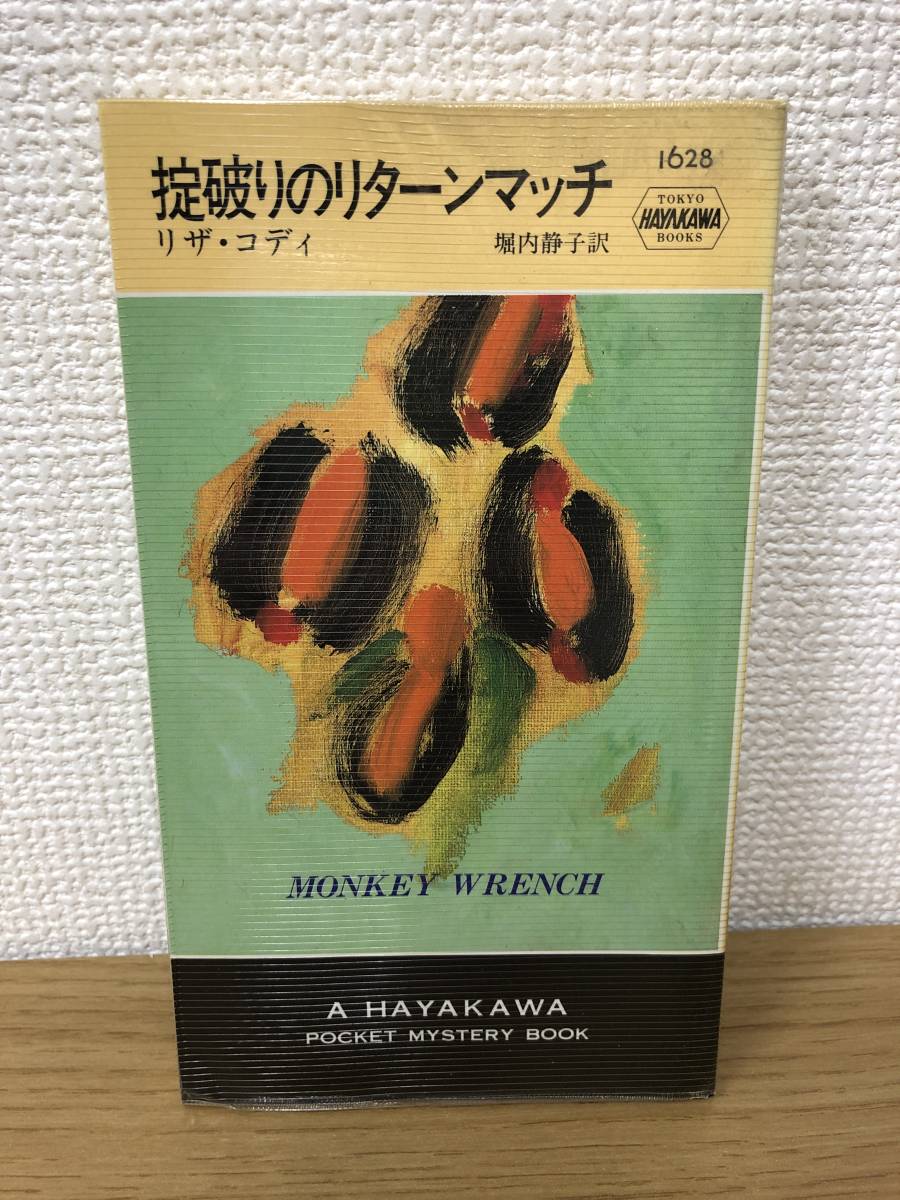 掟破りのリターンマッチ
リザ・コディ
堀内静子訳
1628
TOKYO
HAYAKAWA
BOOKS
MONKEY WRENCH
A HAYAKAWA
POCKET MYSTERY BOOK